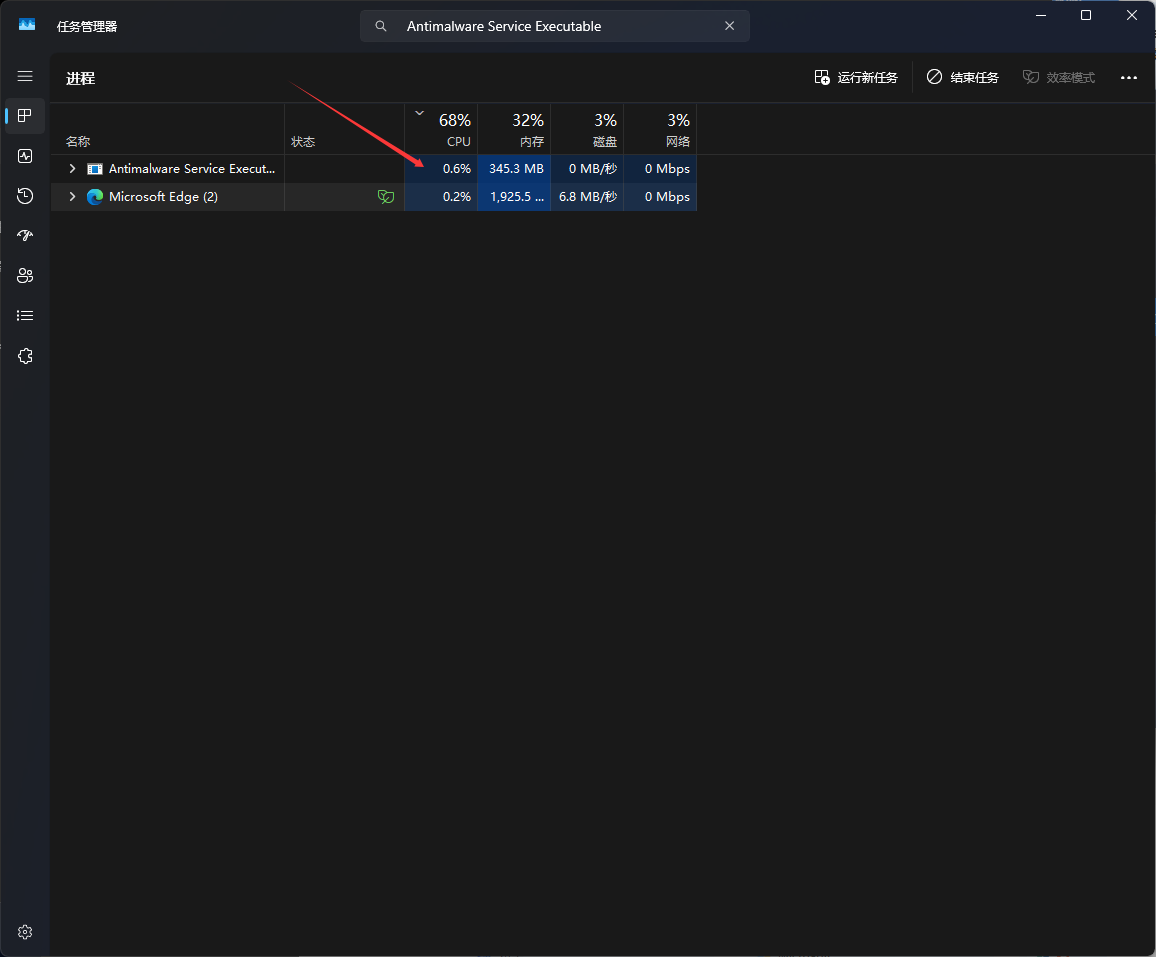 任务管理器
Antimalware Service Executable
进程
运行新任务
结束任务
效率模式
68% 32% 3% 3%
名称 状态 CPU 内存 磁盘 网络
Antimalware Service Execut... 0.6% 345.3 MB 0 MB/秒 0 Mbps
Microsoft Edge (2) 0.2% 1,925.5 ... 6.8 MB/秒 0 Mbps